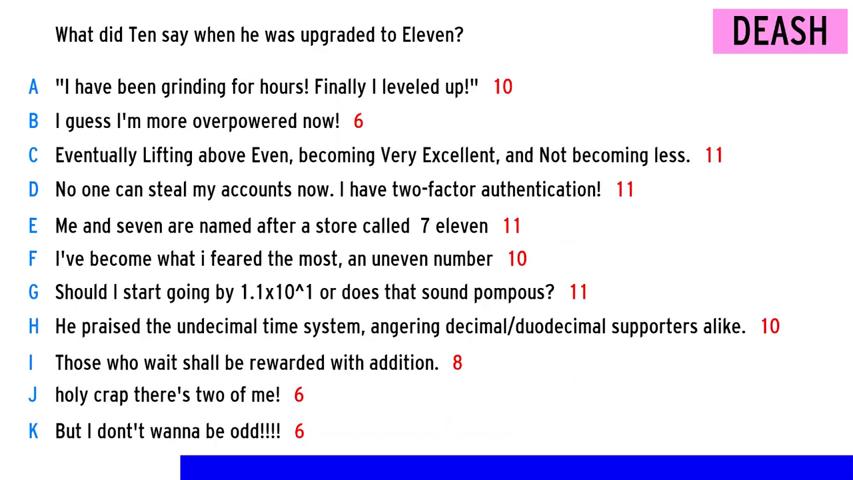 What did Ten say when he was upgraded to Eleven?
DEASH
A "I have been grinding for hours! Finally I leveled up!" 10
B I guess I'm more overpowered now! 6
C Eventually Lifting above Even, becoming Very Excellent, and Not becoming less. 11
D No one can steal my accounts now. I have two-factor authentication! 11
E Me and seven are named after a store called 7 eleven 11
F I've become what i feared the most, an uneven number 10
G Should I start going by 1.1x10^1 or does that sound pompous? 11
H He praised the undecimal time system, angering decimal/duodecimal supporters alike. 10
I Those who wait shall be rewarded with addition. 8
J holy crap there's two of me! 6
K But I dont't wanna be odd!!!! 6